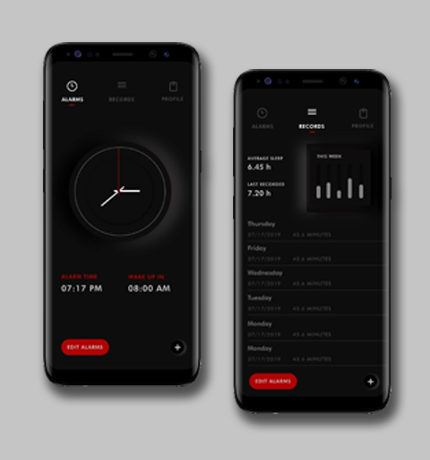 ALARMS
RECORDS
PROFILE
ALARM TIME
WAKE UP IN
07:17 PM
08:00 AM
EDIT ALARMS
ALARMS
RECORDS
PROFILE
AVERAGE SLEEP
6.45 h
LAST RECORDED
7.20 h
THIS WEEK
Thursday
07/17/2019 45.6 MINUTES
Friday
07/17/2019 45.6 MINUTES
Wednesday
07/17/2019 45.6 MINUTES
Tuesday
07/17/2019 45.6 MINUTES
Monday
07/17/2019 45.6 MINUTES
Monday
07/17/2019 45.6 MINUTES
EDIT ALARMS